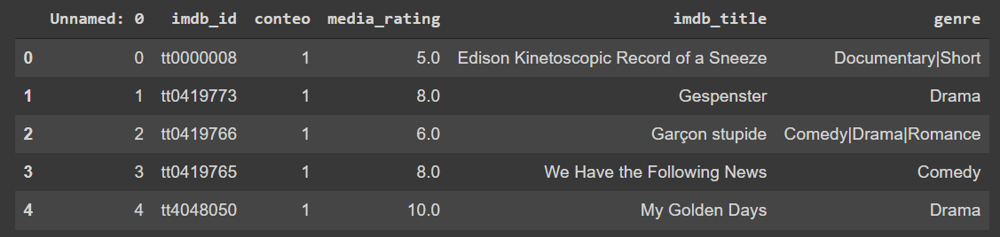 Unnamed: 0 imdb_id conteo media_rating imdb_title genre
0 0 tt0000008 1 5.0 Edison Kinetoscopic Record of a Sneeze Documentary|Short
1 1 tt0419773 1 8.0 Gespenster Drama
2 2 tt0419766 1 6.0 Garçon stupide Comedy|Drama|Romance
3 3 tt0419765 1 8.0 We Have the Following News Comedy
4 4 tt4048050 1 10.0 My Golden Days Drama